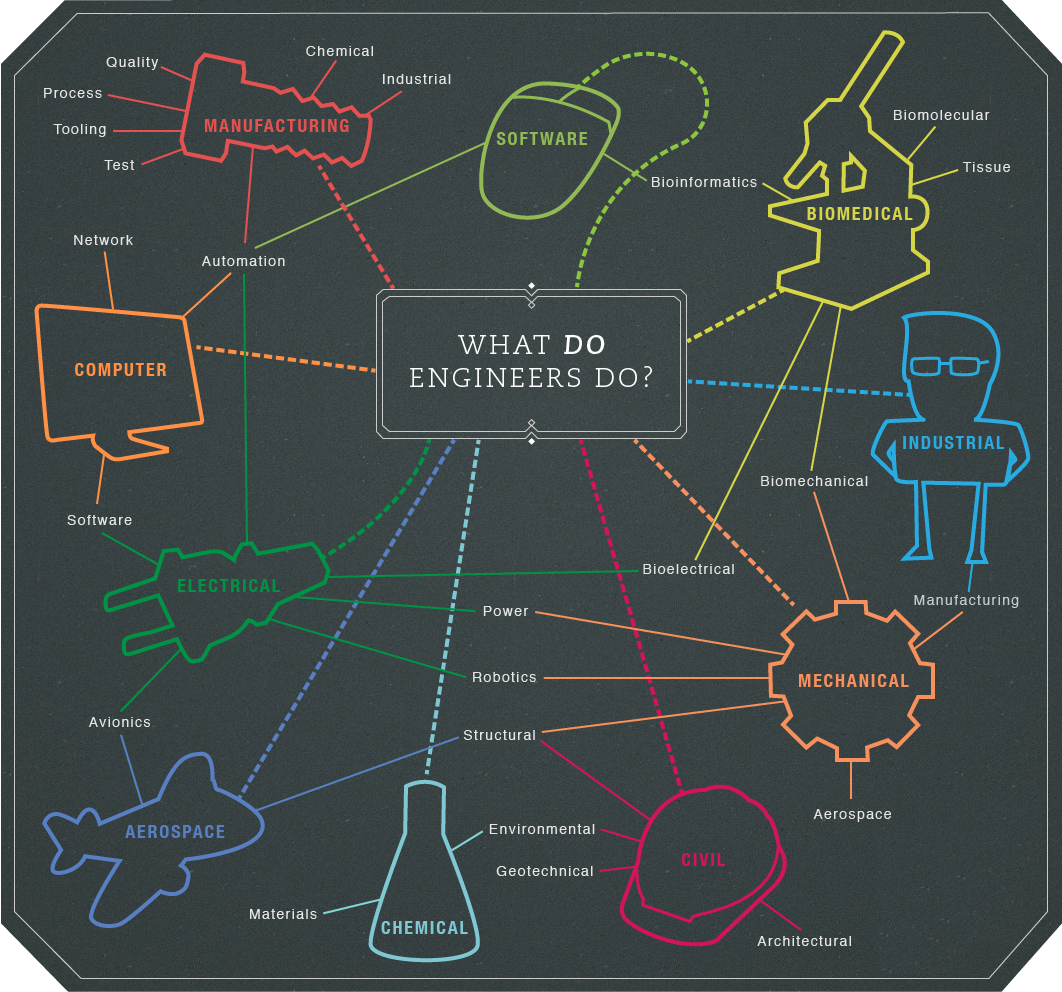 Chemical
Quality
Industrial
Process
MANUFACTURING
Tooling
Test
SOFTWARE
Bioinformatics
Biomolecular
Tissue
BIOMEDICAL
Network
Automation
COMPUTER
WHAT DO
ENGINEERS DO?
INDUSTRIAL
Biomechanical
Software
ELECTRICAL
Bioelectrical
Power
Manufacturing
Robotics
MECHANICAL
Avionics
Structural
Aerospace
AEROSPACE
Environmental
Geotechnical
CIVIL
Materials
CHEMICAL
Architectural